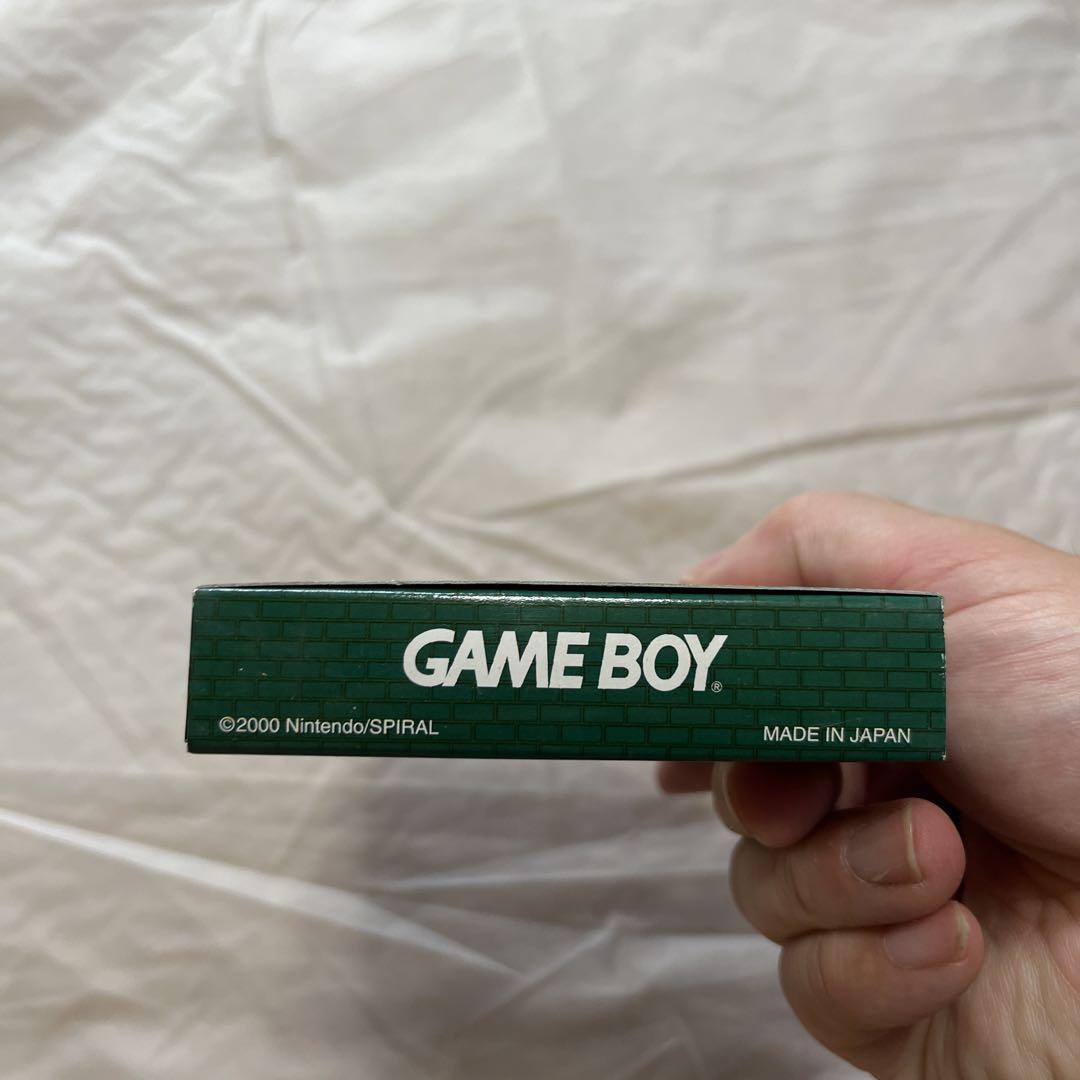 GAME BOY®
©2000 Nintendo/SPIRAL
MADE IN JAPAN